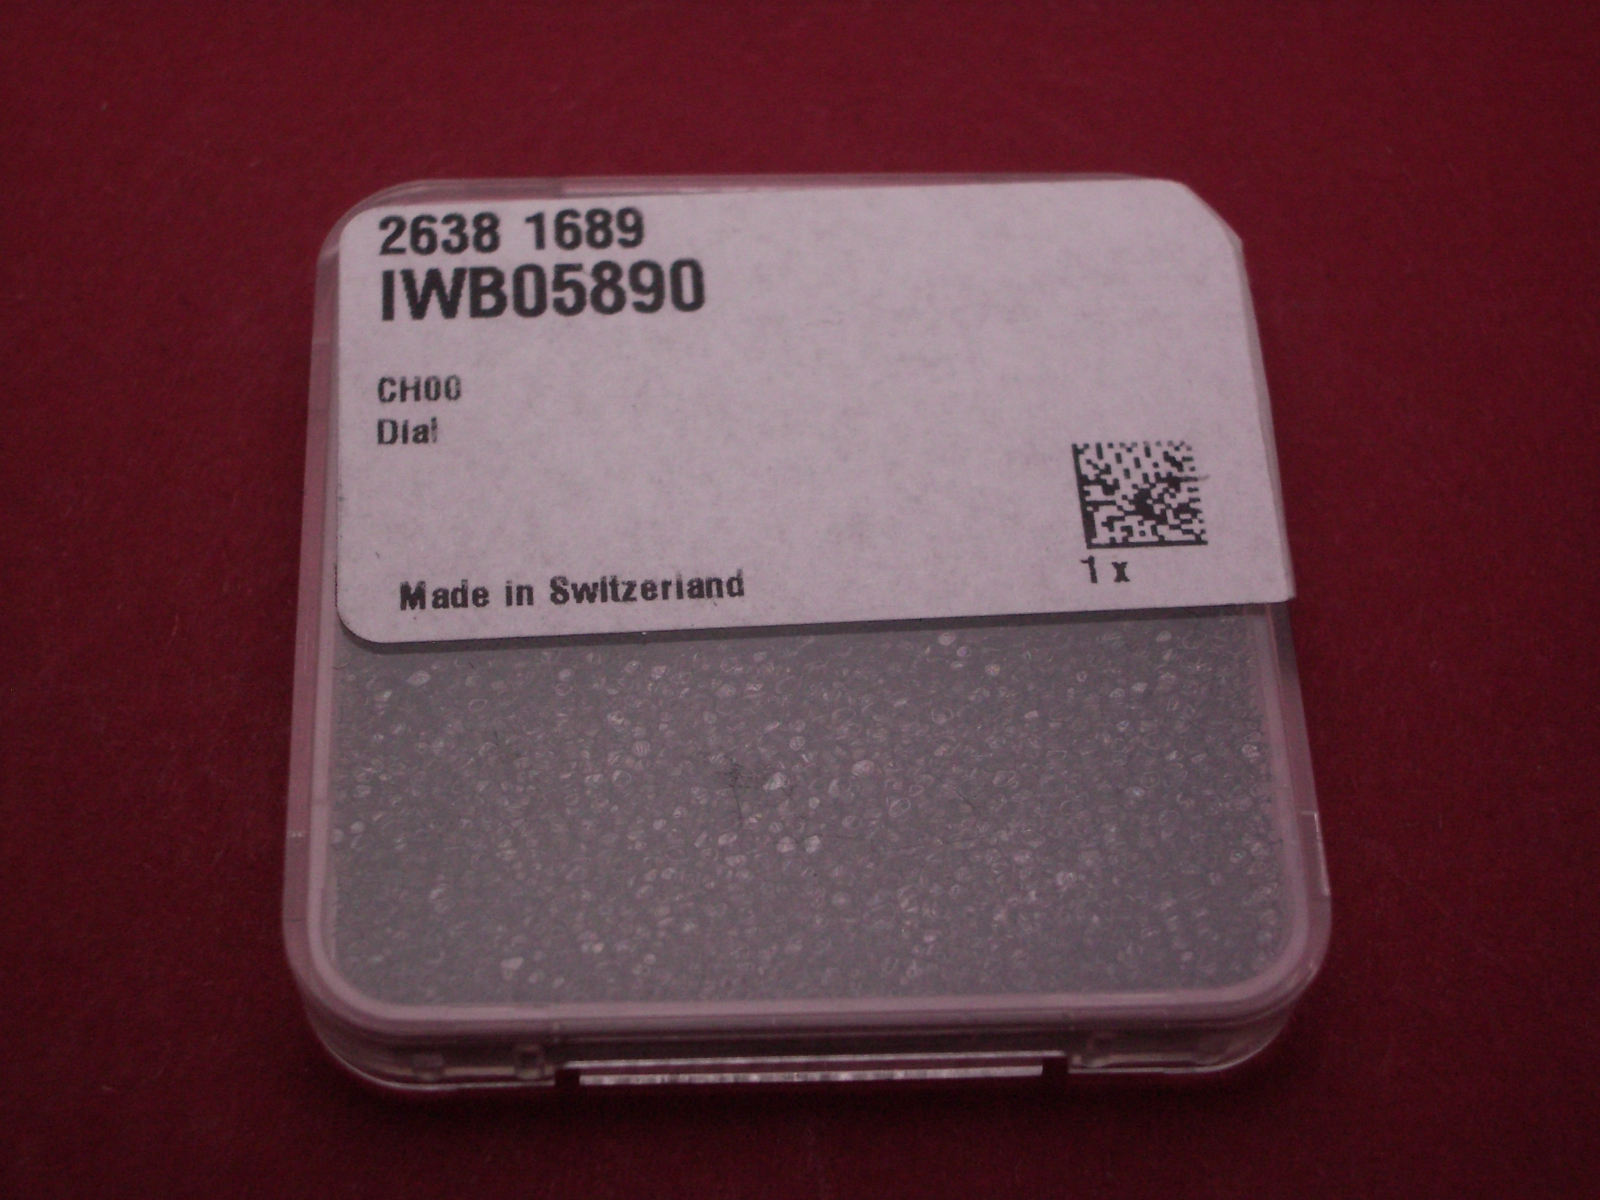 2638 1689
IWB05890
CH00
Dial
Made in Switzerland
1 x